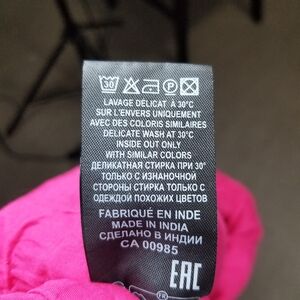 30 P
LAVAGE DÉLICAT À 30°C
SUR L'ENVERS UNIQUEMENT
AVEC DES COLORIS SIMILAIRES
DELICATE WASH AT 30°C
INSIDE OUT ONLY
WITH SIMILAR COLORS
ДЕЛИКАТНАЯ СТИРКА ПРИ 30°
ТОЛЬКО С ИЗНАНОЧНОЙ
СТОРОНЫ СТИРКА ТОЛЬКО С
ОДЕЖДОЙ ПОХОЖИХ ЦВЕТОВ
FABRIQUÉ EN INDE
MADE IN INDIA
СДЕЛАНО В ИНДИИ
CA 00985
EAC
FR